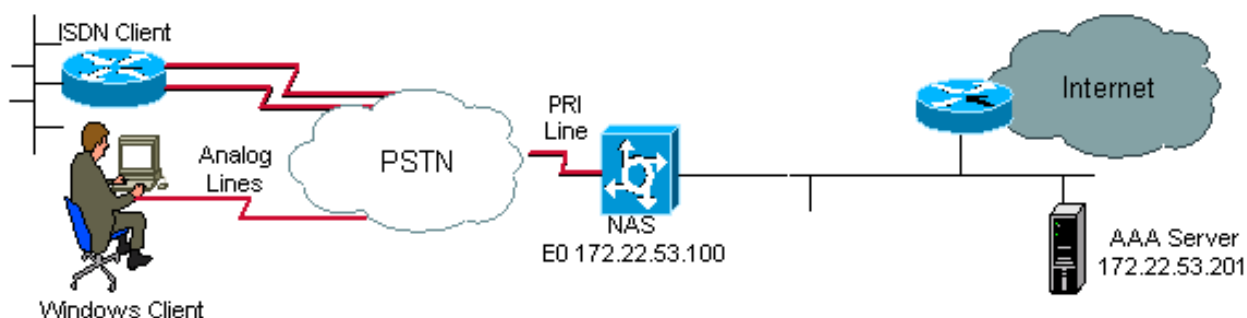 ISDN Client
Internet
PRI
Line
Analog
Lines
PSTN
NAS
E0 172.22.53.100
AAA Server
172.22.53.201
Windows Client